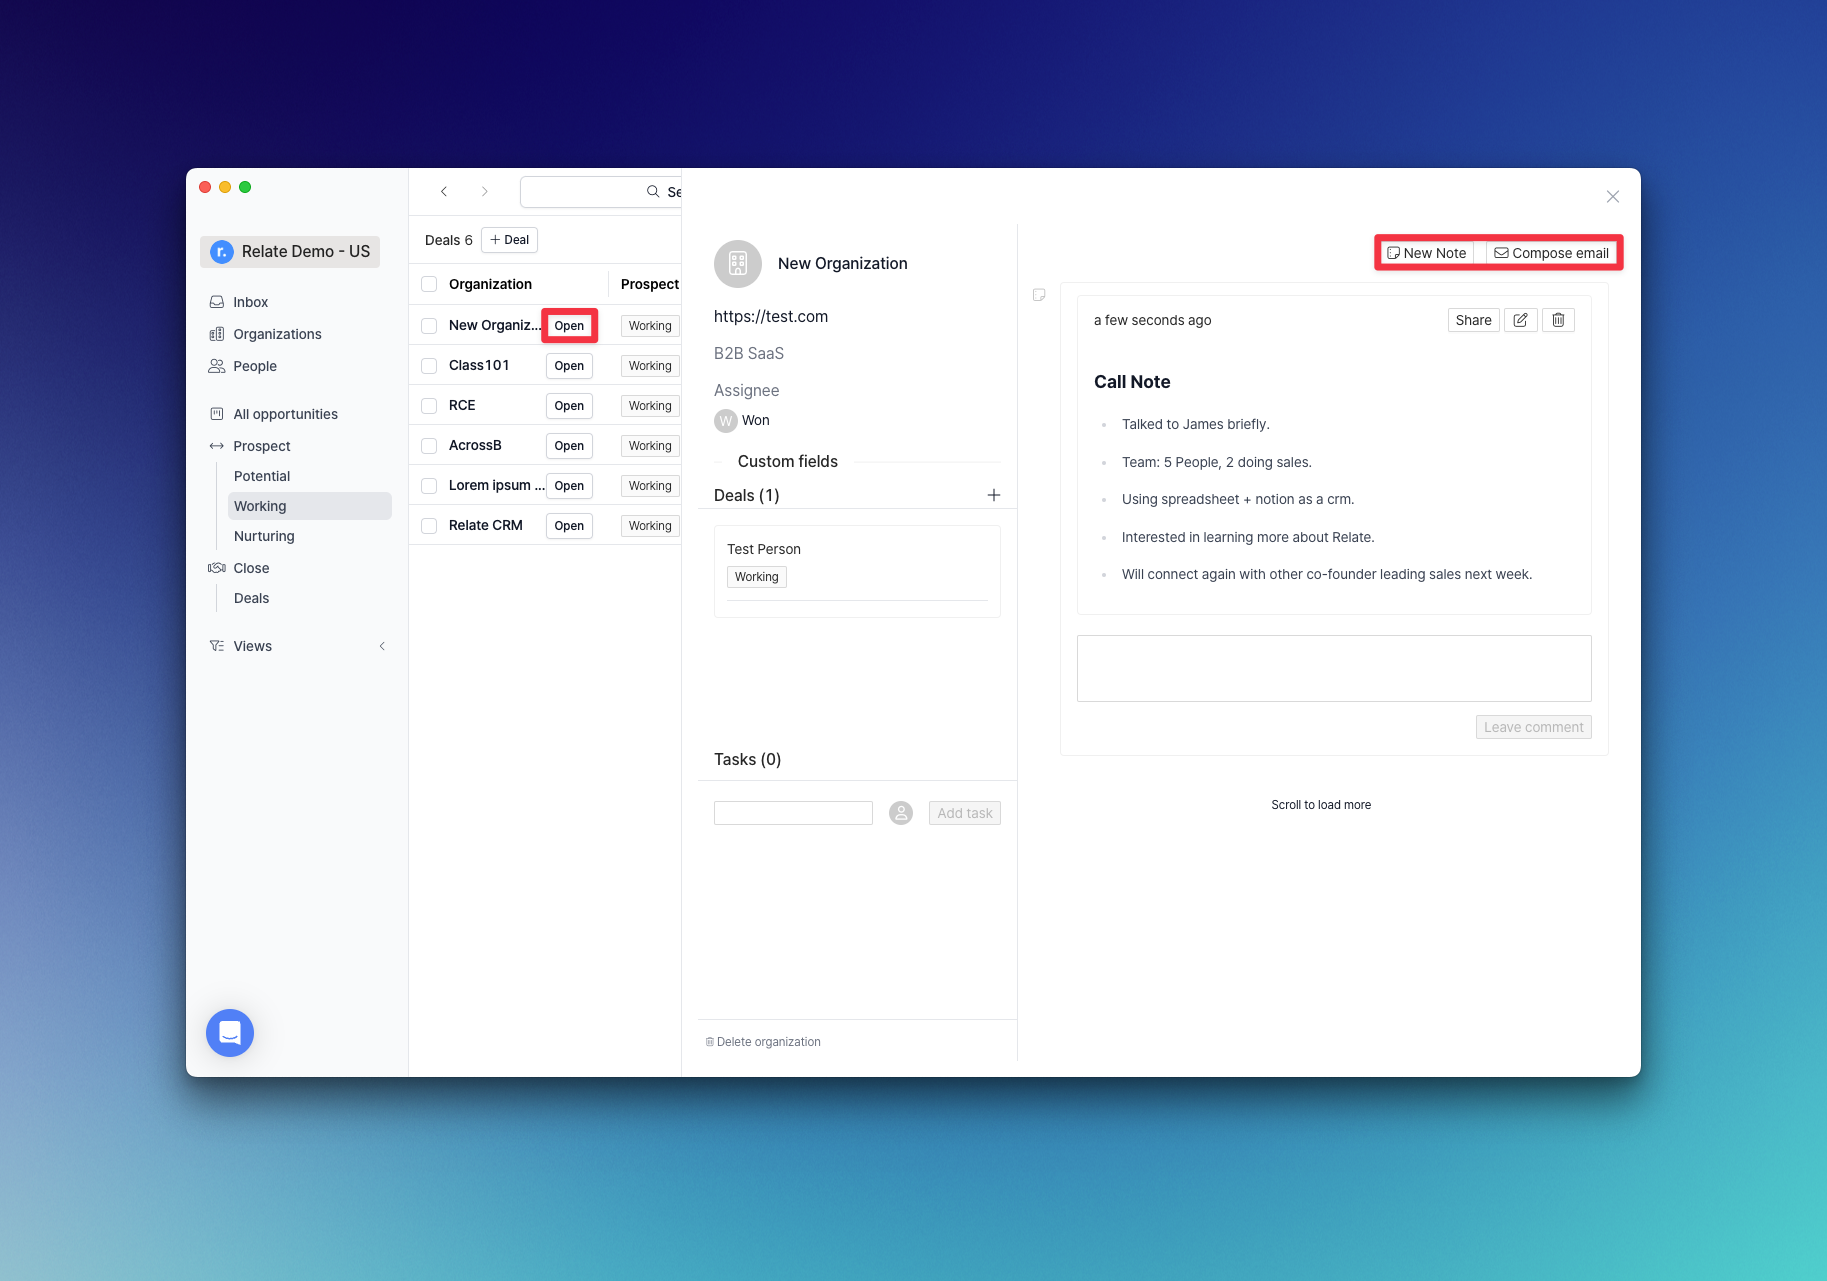 r. Relate Demo - US
Inbox
Organizations
People
All opportunities
Prospect
Potential
Working
Nurturing
Close
Deals
Views
Deals 6
+ Deal
Organization Prospect
New Organiz... Open Working
Class101 Open Working
RCE Open Working
AcrossB Open Working
Lorem ipsum ... Open Working
Relate CRM Open Working
New Organization
https://test.com
B2B SaaS
Assignee
W Won
Custom fields
Deals (1)
Test Person
Working
Tasks (0)
Add task
Delete organization
New Note Compose email
a few seconds ago Share
Call Note
Talked to James briefly.
Team: 5 People, 2 doing sales.
Using spreadsheet + notion as a crm.
Interested in learning more about Relate.
Will connect again with other co-founder leading sales next week.
Leave comment
Scroll to load more